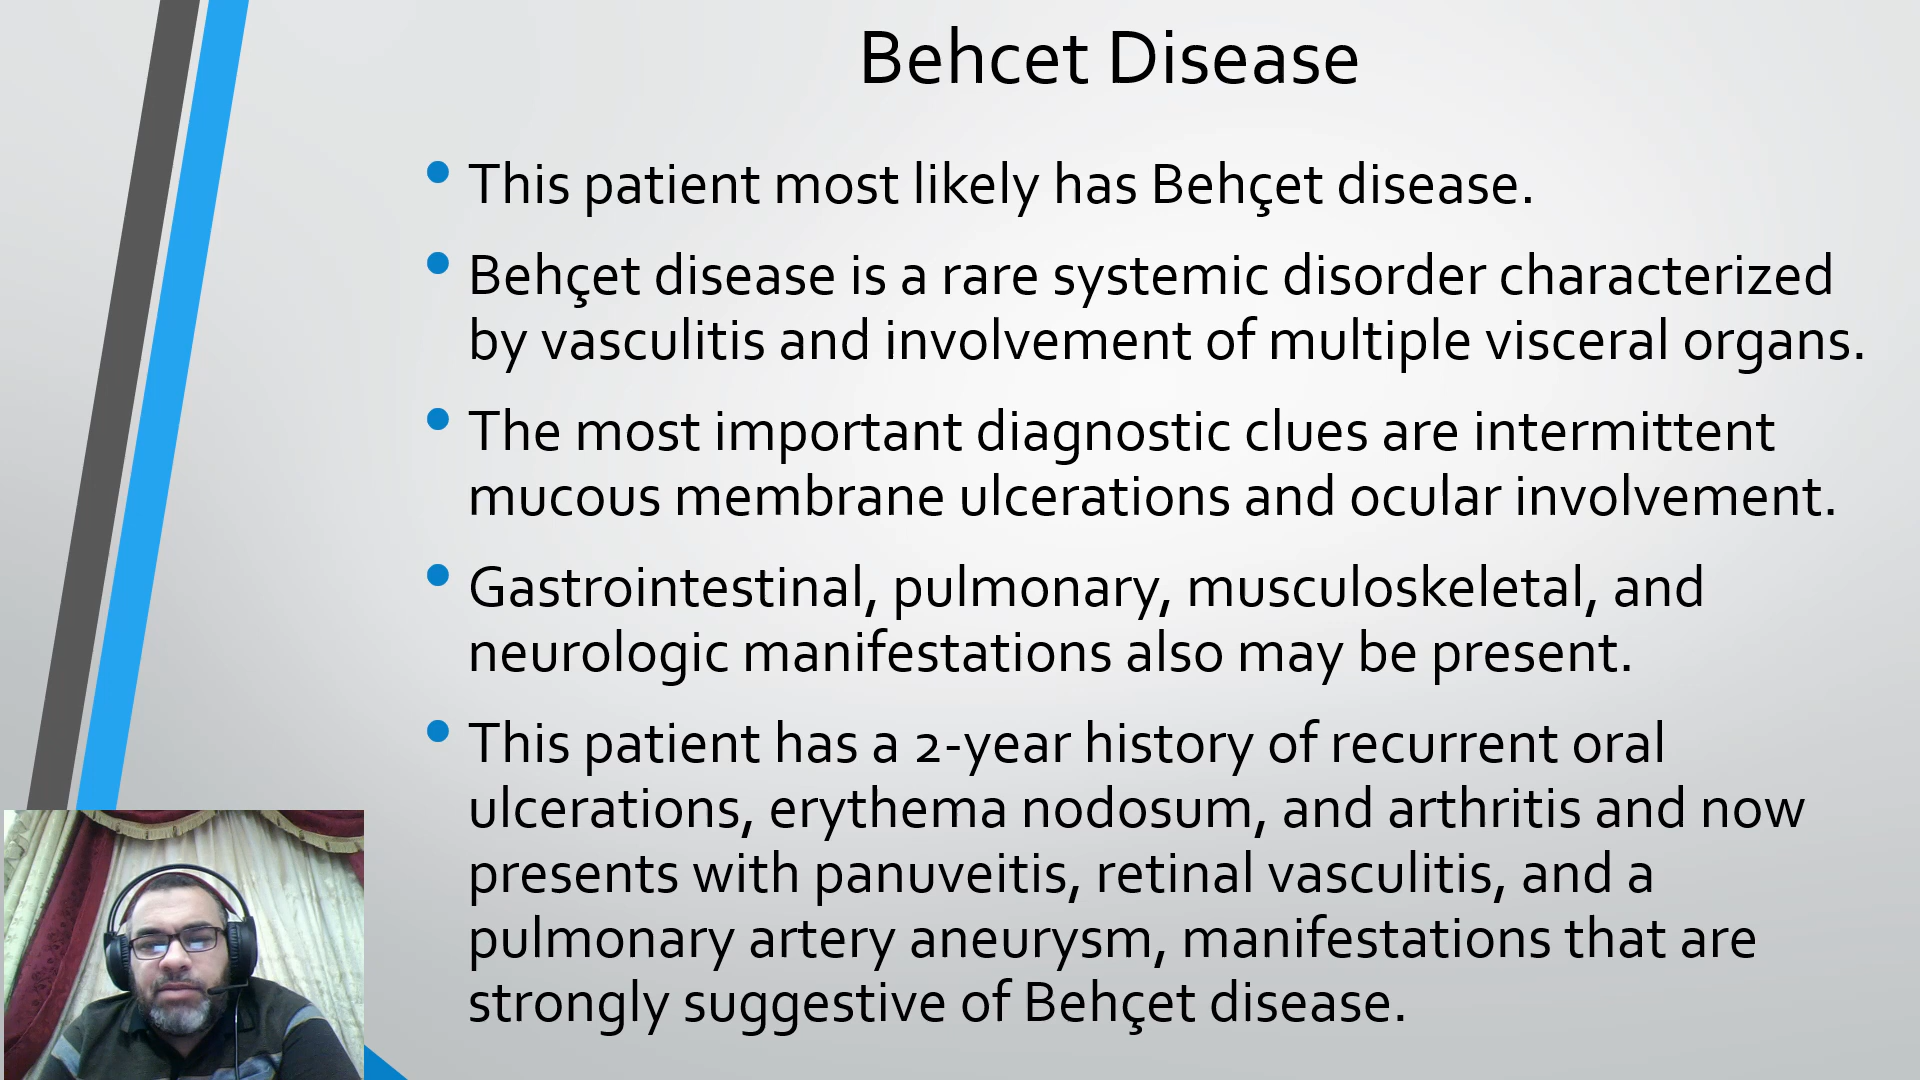 Behcet Disease
• This patient most likely has Behçet disease.
• Behçet disease is a rare systemic disorder characterized
by vasculitis and involvement of multiple visceral organs.
• The most important diagnostic clues are intermittent
mucous membrane ulcerations and ocular involvement.
• Gastrointestinal, pulmonary, musculoskeletal, and
neurologic manifestations also may be present.
• This patient has a 2-year history of recurrent oral
ulcerations, erythema nodosum, and arthritis and now
presents with panuveitis, retinal vasculitis, and a
pulmonary artery aneurysm, manifestations that are
strongly suggestive of Behçet disease.